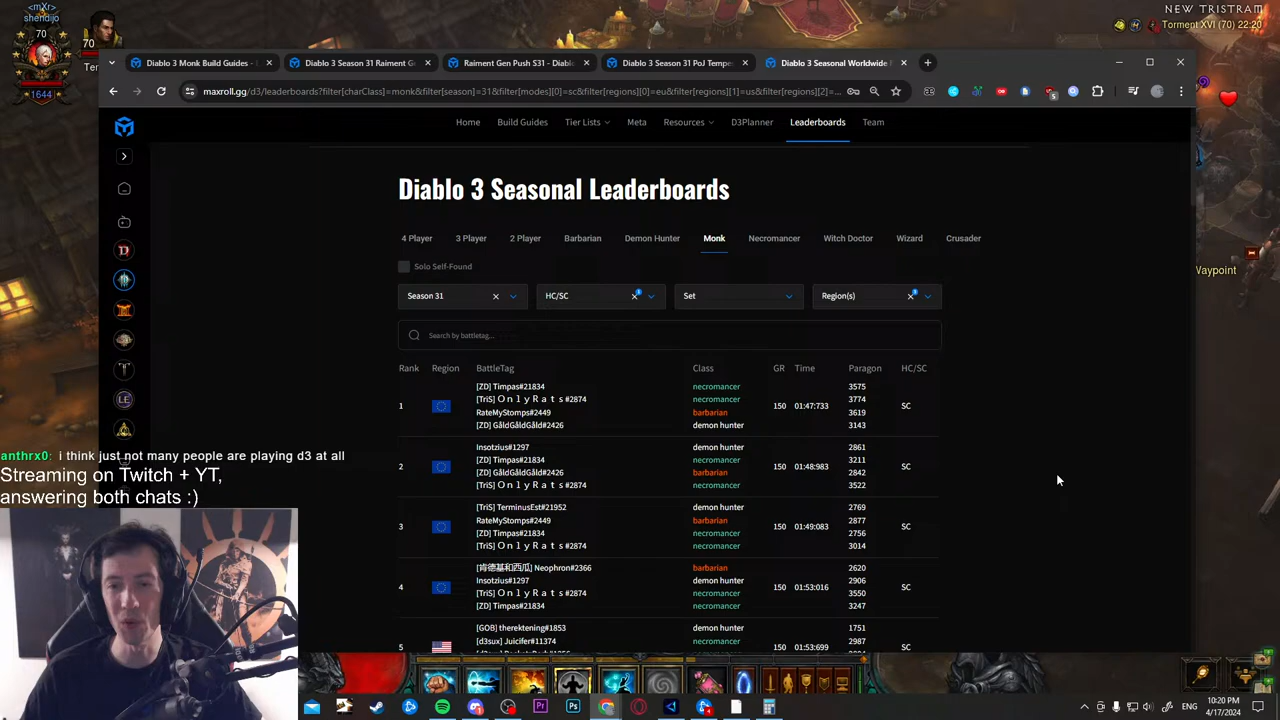 <mXr>
shendijo
70
70
Ter
1644
NEW TRISTRAM
Torment XVI (70) 22:20
Diablo 3 Monk Build Guides -
Diablo 3 Season 31 Raiment G
Raiment Gen Push S31 - Diabl
Diablo 3 Season 31 PoJ Tempe
Diablo 3 Seasonal Worldwide
maxroll.gg/d3/leaderboards?filter[charClass]=monk&filter[season]=31&filter[modes][0]=sc&filter[regions][0]=eu&filter[regions][1]=us&filter[regions][2]=...
Home Build Guides Tier Lists Meta Resources D3Planner Leaderboards Team
Diablo 3 Seasonal Leaderboards
4 Player 3 Player 2 Player Barbarian Demon Hunter Monk Necromancer Witch Doctor Wizard Crusader
Solo Self-Found
Season 31 HC/SC Set Region(s)
Search by battletag...
Rank Region BattleTag Class GR Time Paragon HC/SC
[ZD] Timpas#21834 necromancer 3575
[TriS] O n l y R a t s #2874 necromancer 3774
1 150 01:47:733 SC
RateMyStomps#2449 barbarian 3619
[ZD] GåldGåldGåld#2426 demon hunter 3143
Insotzius#1297 demon hunter 2861
[ZD] Timpas#21834 necromancer 3211
2 150 01:48:983 SC
[ZD] GåldGåldGåld#2426 barbarian 2842
[TriS] O n l y R a t s #2874 necromancer 3522
[TriS] TerminusEst#21952 demon hunter 2769
RateMyStomps#2449 barbarian 2877
3 150 01:49:083 SC
[ZD] Timpas#21834 necromancer 2756
[TriS] O n l y R a t s #2874 necromancer 3014
[肯德基和西瓜] Neophron#2366 barbarian 2620
Insotzius#1297 demon hunter 2906
4 150 01:53:016 SC
[TriS] O n l y R a t s #2874 necromancer 3550
[ZD] Timpas#21834 necromancer 3247
[GOB] therektening#1853 demon hunter 1751
[d3sux] Juicifer#11374 necromancer 2987
5 150 01:53:699 SC
Waypoint
anthrx0: i think just not many people are playing d3 at all
Streaming on Twitch + YT,
answering both chats :)
ENG
10:20 PM
4/17/2024